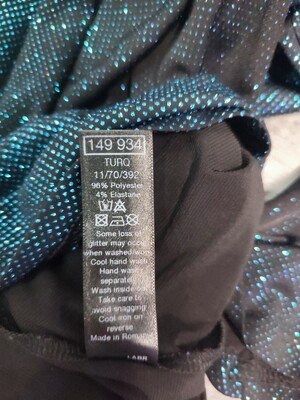 149 934
TURQ
11/70/392
96% Polyester
4% Elastane
Some loss of
glitter may occur
when washed/worn
Cool hand wash
Hand wash
separately
Wash inside out
Take care to
avoid snagging
Cool iron on
reverse
Made in Romania